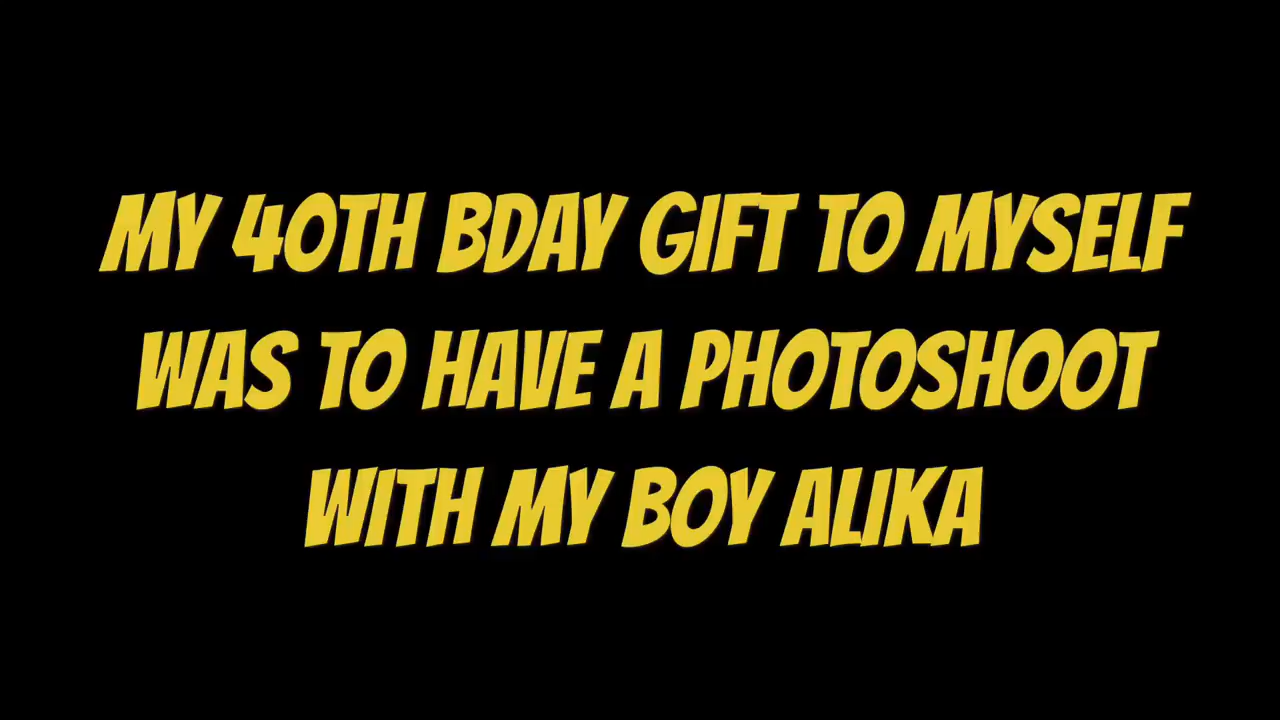 MY 40TH BDAY GIFT TO MYSELF
WAS TO HAVE A PHOTOSHOOT
WITH MY BOY ALIKA